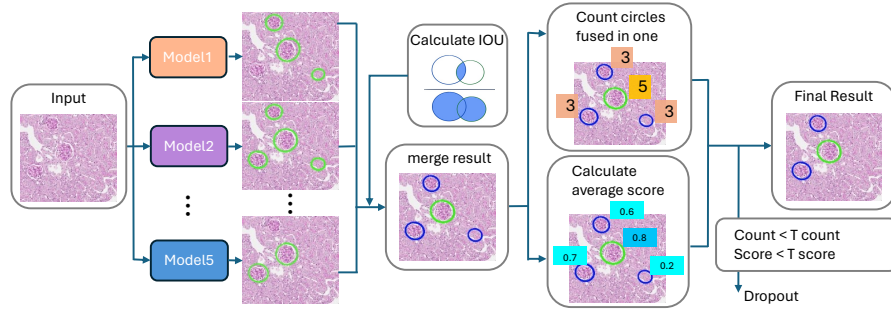 Input
Model1
Model2
⋮
Model5
⋮
Calculate IOU
merge result
Count circles
fused in one
3
5
3
3
Calculate
average score
0.6
0.8
0.7
0.2
Final Result
Count < T count
Score < T score
Dropout